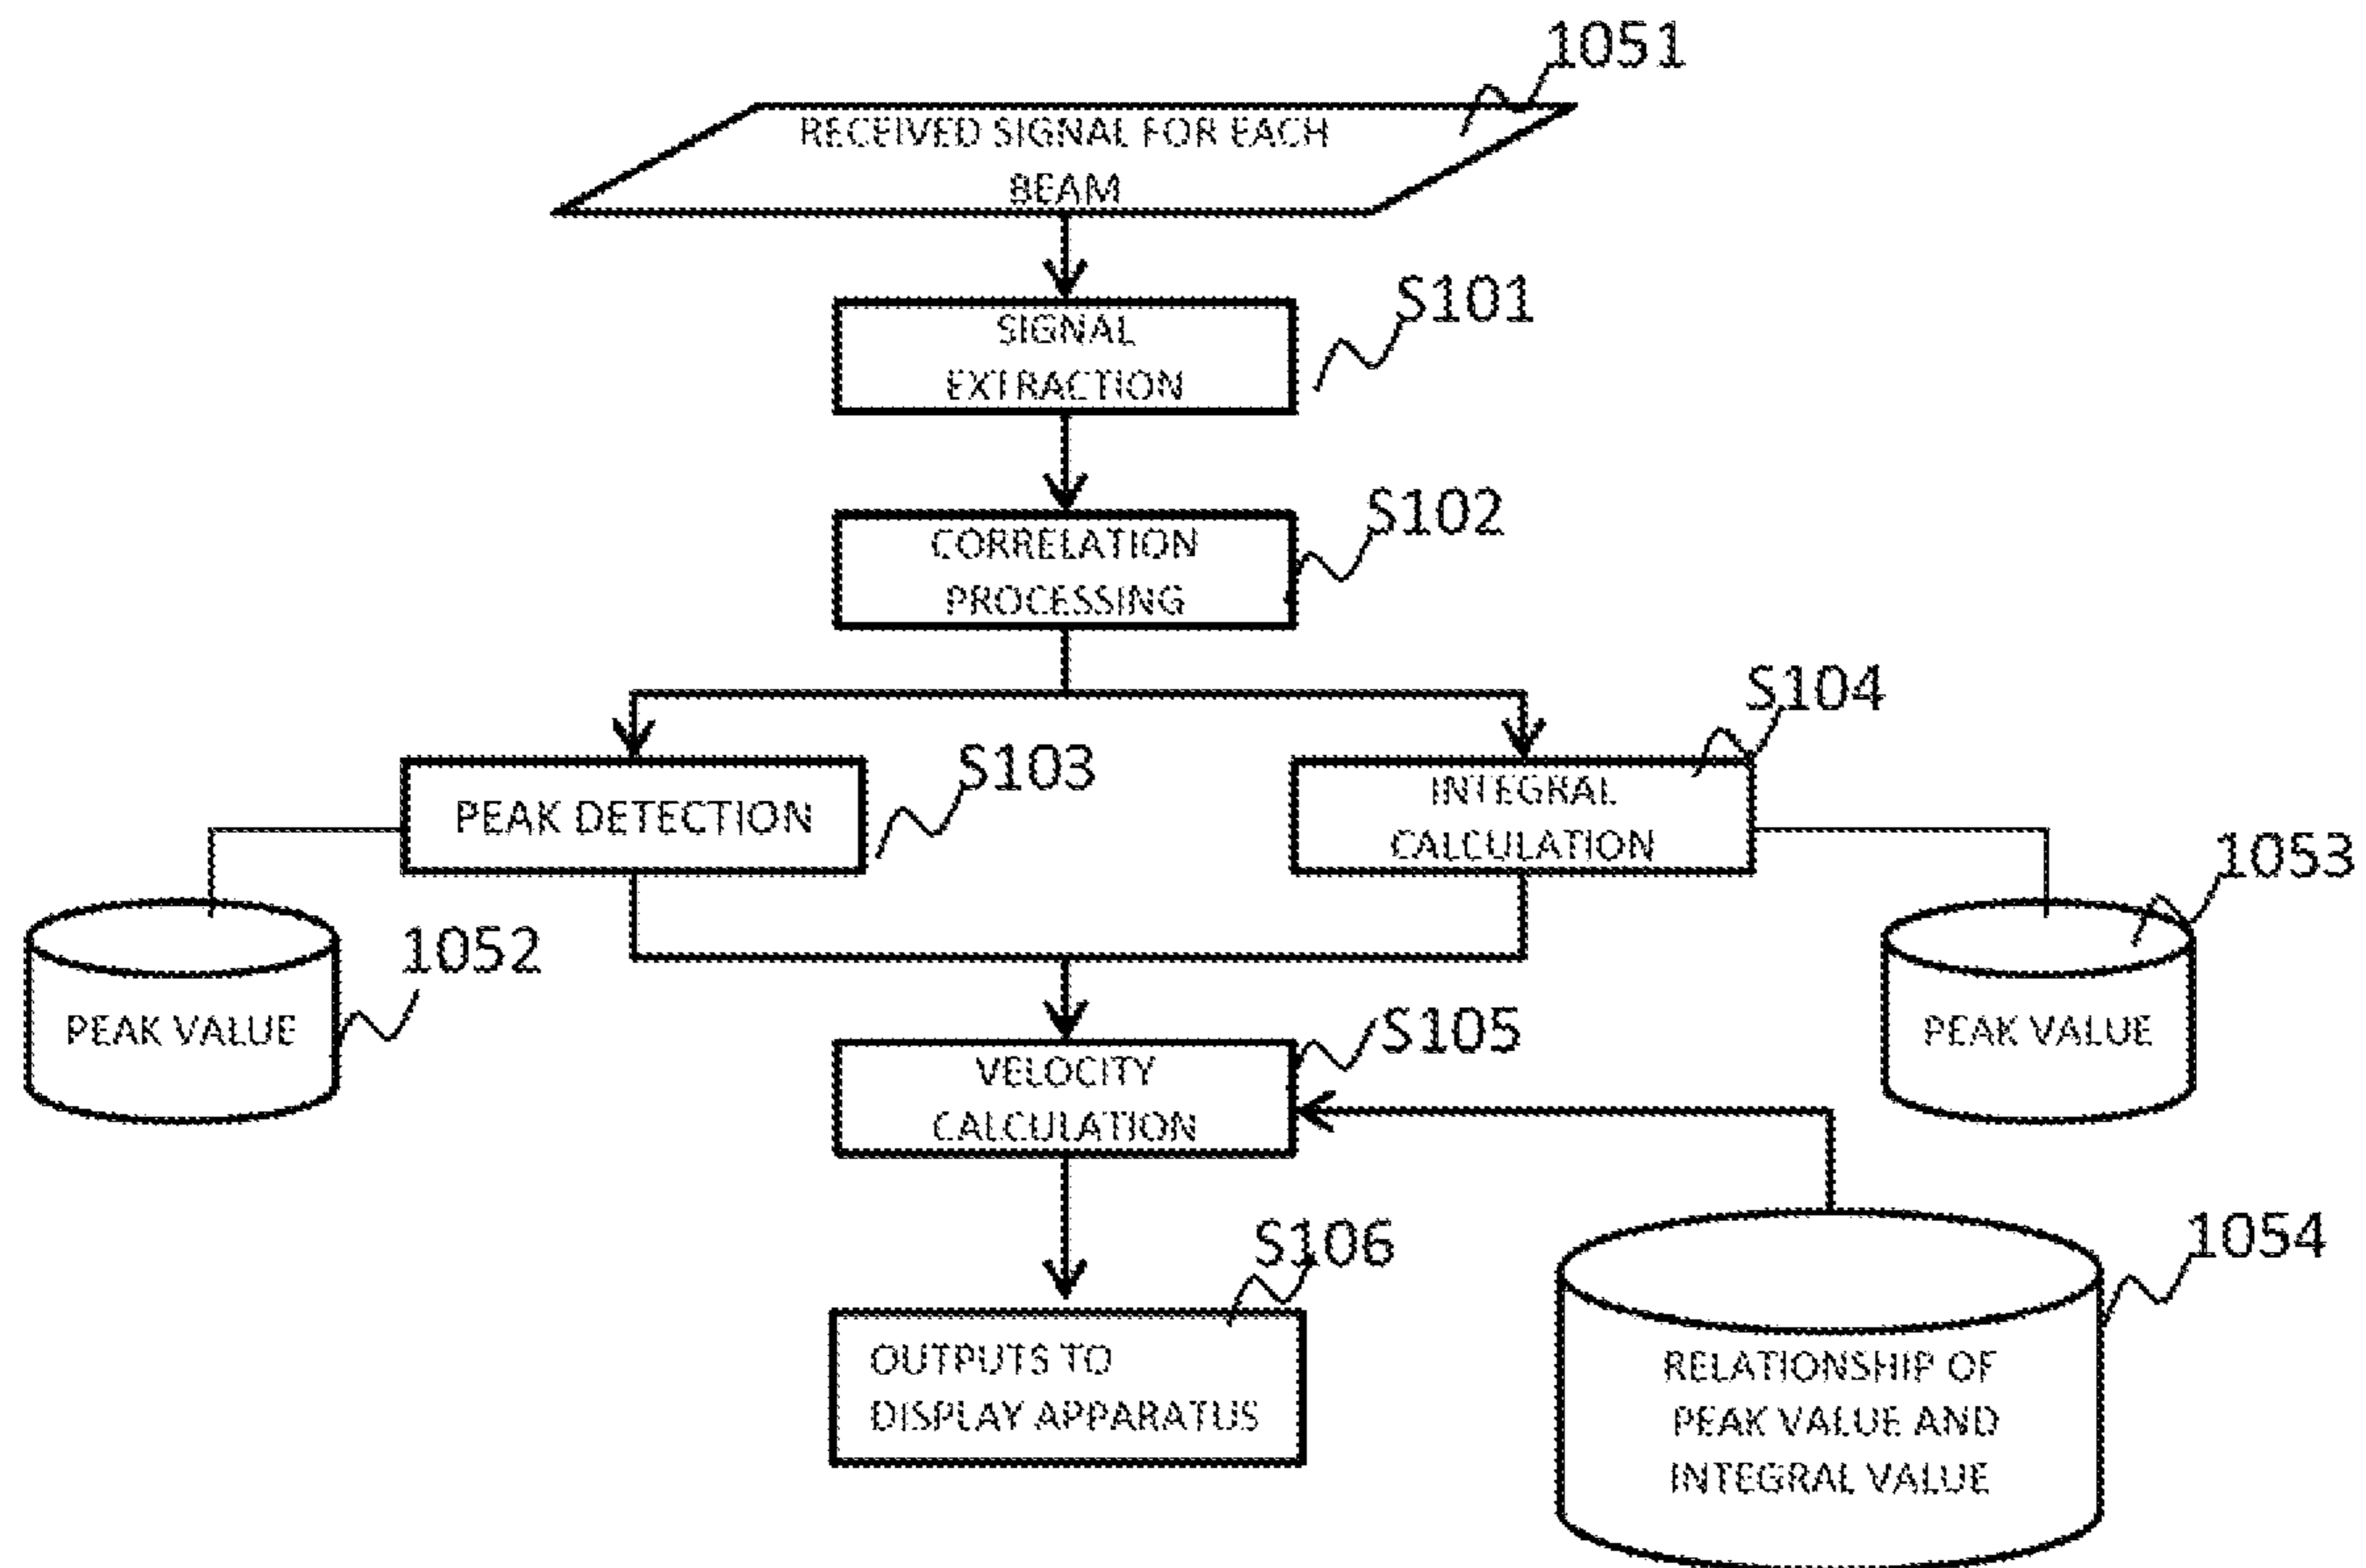 1051
RECEIVED SIGNAL FOR EACH
BEAM
S101
SIGNAL
EXTRACTION
S102
CORRELATION
PROCESSING
S104
S103
PEAK DETECTION
INTEGRAL
CALCULATION
1053
1052
PEAK VALUE
PEAK VALUE
S105
VELOCITY
CALCULATION
S106
1054
OUTPUTS TO
DISPLAY APPARATUS
RELATIONSHIP OF
PEAK VALUE AND
INTEGRAL VALUE